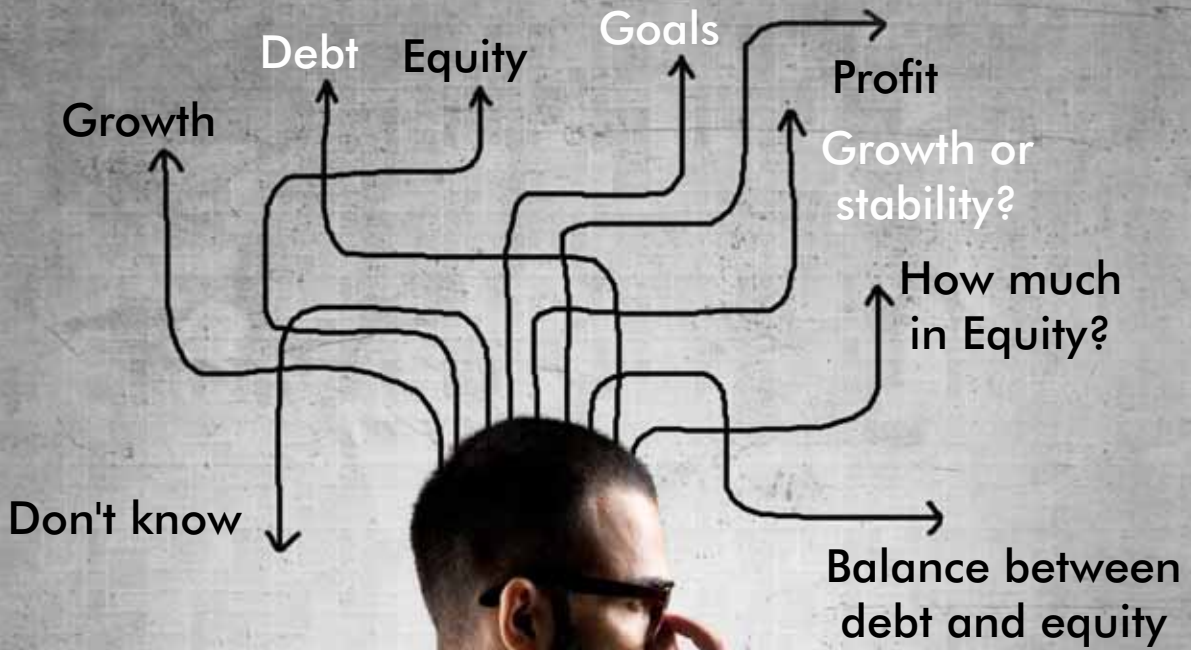 Goals
Debt
Equity
Profit
Growth
Growth or
stability?
How much
in Equity?
Don't know
Balance between
debt and equity